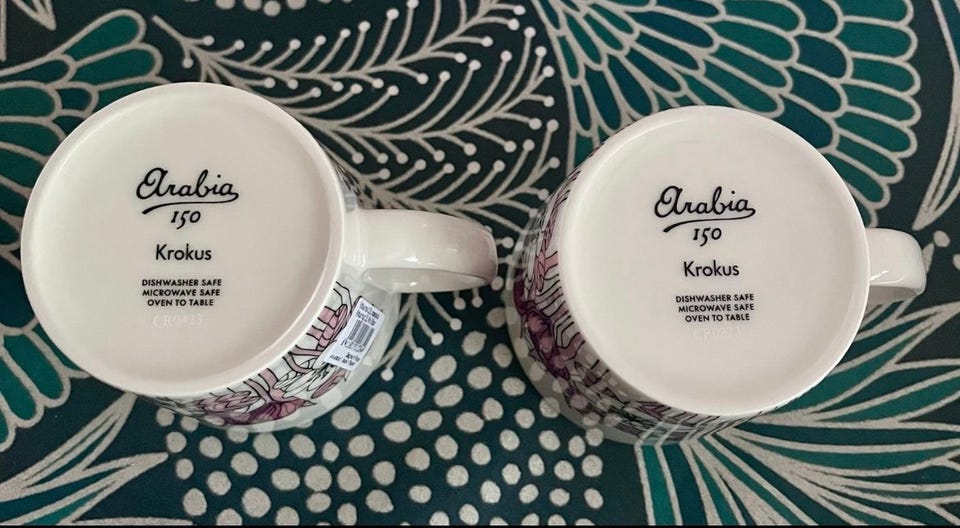 Arabia
150
Krokus
DISHWASHER SAFE
MICROWAVE SAFE
OVEN TO TABLE
Arabia
150
Krokus
DISHWASHER SAFE
MICROWAVE SAFE
OVEN TO TABLE